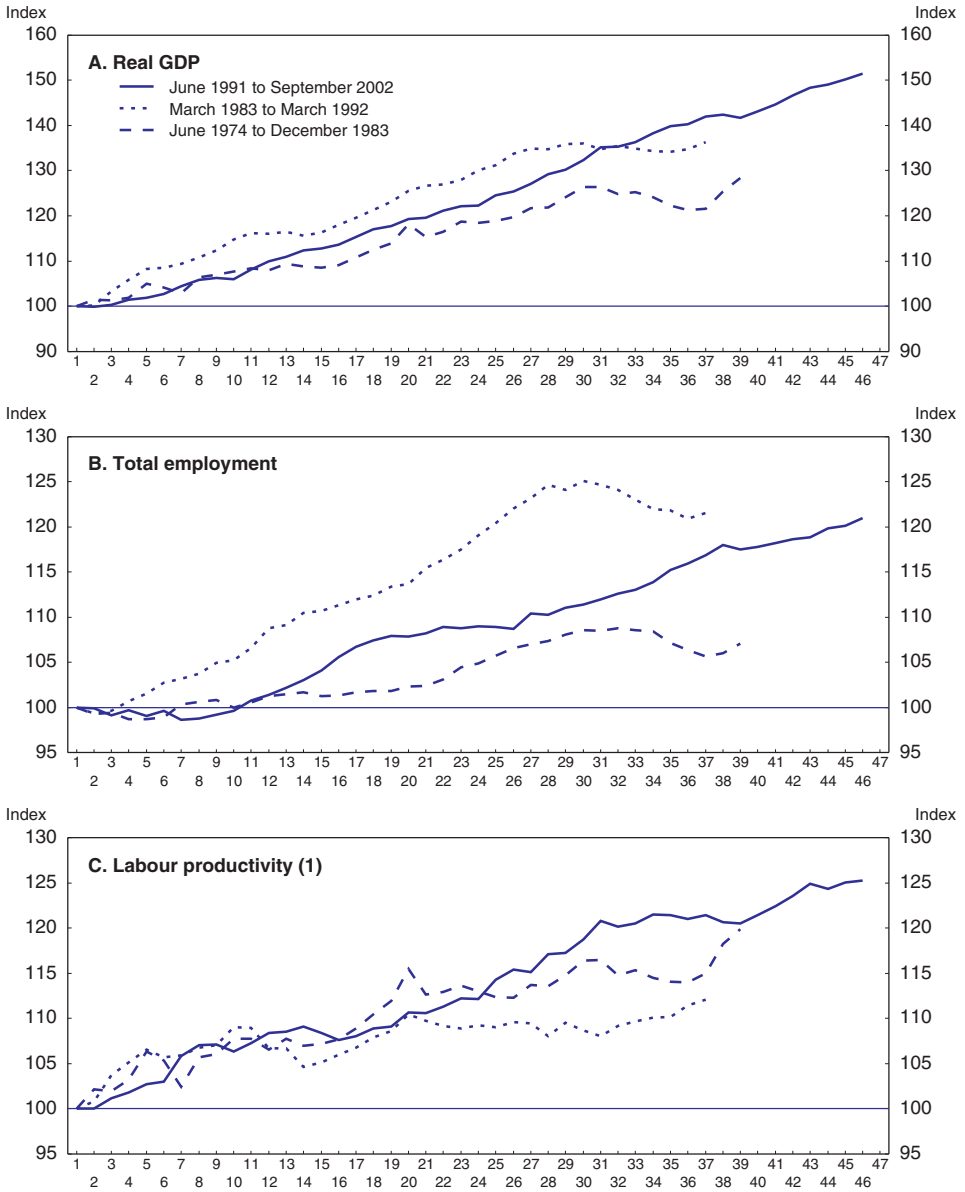 Index Index
160 160
A. Real GDP
150 150
June 1991 to September 2002
March 1983 to March 1992
140 140
June 1974 to December 1983
130 130
120 120
110 110
100 100
90 90
1 3 5 7 9 11 13 15 17 19 21 23 25 27 29 31 33 35 37 39 41 43 45 47
2 4 6 8 10 12 14 16 18 20 22 24 26 28 30 32 34 36 38 40 42 44 46
Index Index
130 130
B. Total employment
125 125
120 120
115 115
110 110
105 105
100 100
95 95
1 3 5 7 9 11 13 15 17 19 21 23 25 27 29 31 33 35 37 39 41 43 45 47
2 4 6 8 10 12 14 16 18 20 22 24 26 28 30 32 34 36 38 40 42 44 46
Index Index
130 130
C. Labour productivity (1)
125 125
120 120
115 115
110 110
105 105
100 100
95 95
1 3 5 7 9 11 13 15 17 19 21 23 25 27 29 31 33 35 37 39 41 43 45 47
2 4 6 8 10 12 14 16 18 20 22 24 26 28 30 32 34 36 38 40 42 44 46